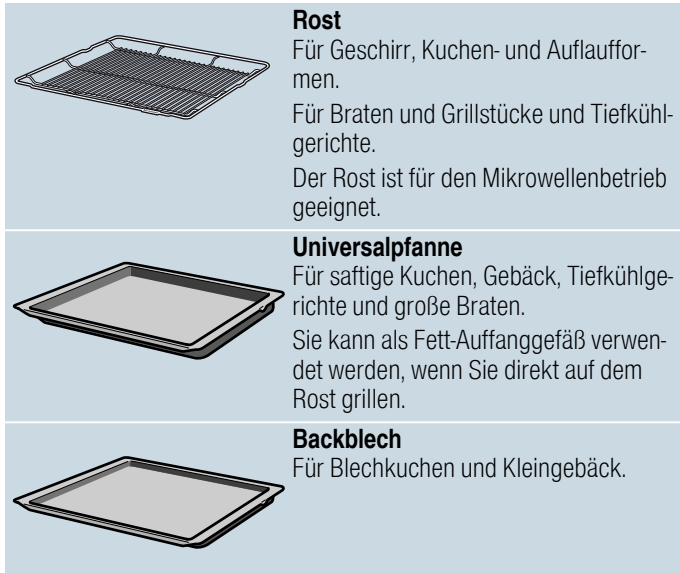 Rost
Für Geschirr, Kuchen- und Auflauffor-
men.
Für Braten und Grillstücke und Tiefkühl-
gerichte.
Der Rost ist für den Mikrowellenbetrieb
geeignet.
Universalpfanne
Für saftige Kuchen, Gebäck, Tiefkühlge-
richte und große Braten.
Sie kann als Fett-Auffanggefäß verwen-
det werden, wenn Sie direkt auf dem
Rost grillen.
Backblech
Für Blechkuchen und Kleingebäck.